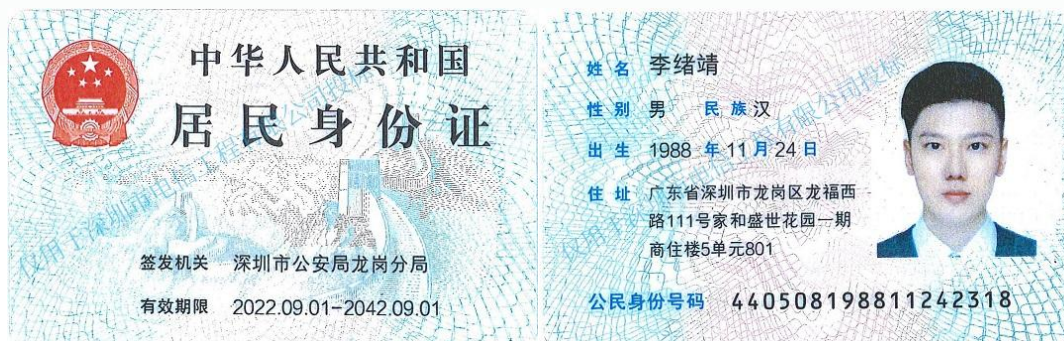 中华人民共和国
居民身份证
签发机关 深圳市公安局龙岗分局
有效期限 2022.09.01-2042.09.01
姓名 李绪靖
性别 男 民族 汉
出生 1988 年 11 月 24 日
住址 广东省深圳市龙岗区龙福西
路111号家和盛世花园一期
商住楼5单元801
公民身份号码 440508198811242318